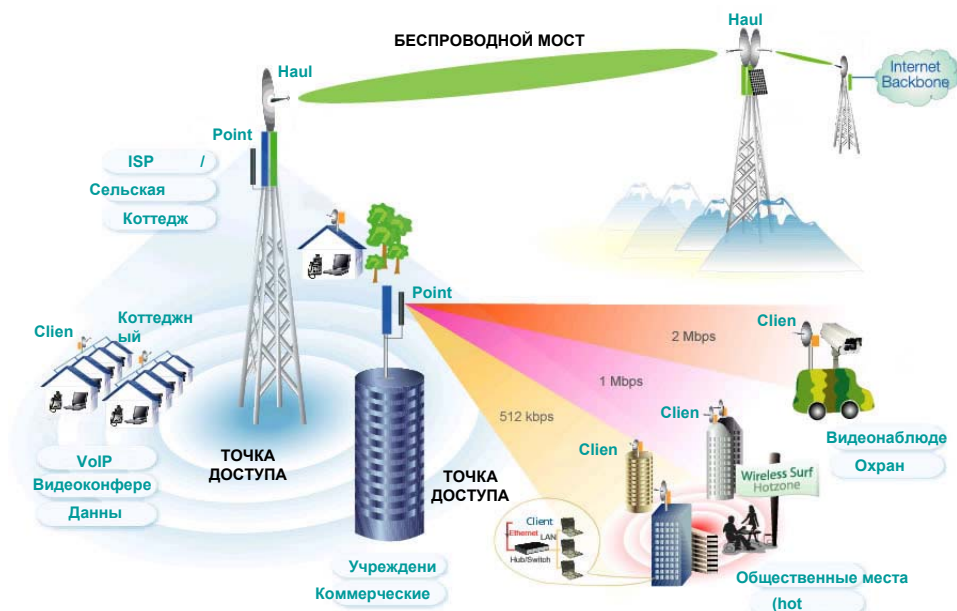 Haul
БЕСПРОВОДНОЙ МОСТ
Haul
Internet
Backbone
Point
ISP /
Сельская
Коттедж
Point
Clien
Коттеджн
ый
Clien
2 Mbps
1 Mbps
512 kbps
Clien
Clien
Видеонаблюде
Охран
ТОЧКА
ДОСТУПА
VoIP
Видеоконфере
Данны
ТОЧКА
ДОСТУПА
Wireless Surf
Hotzone
Client
Ethernet
LAN
Hub/Switch
Учреждени
Коммерческие
Общественные места
(hot